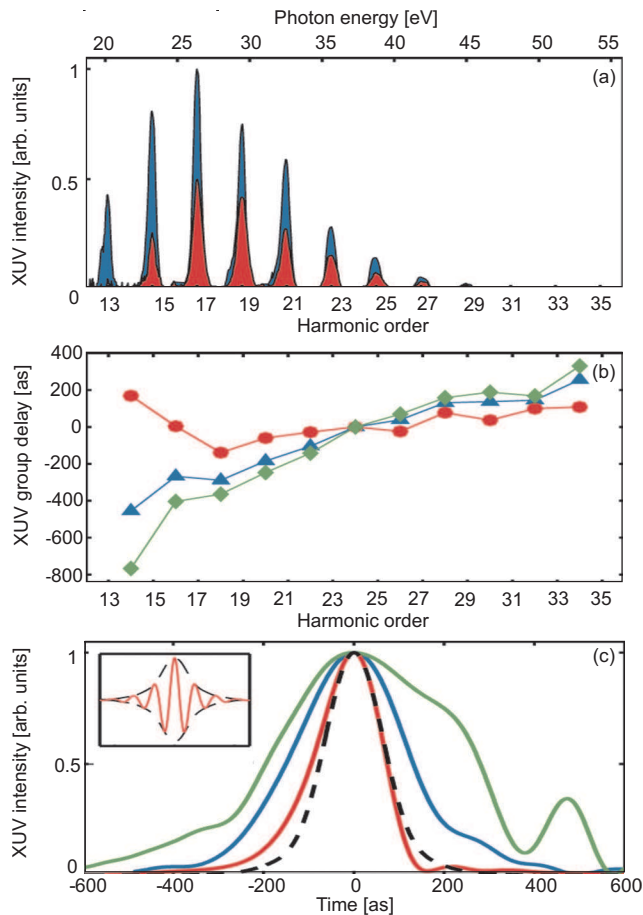 Photon energy [eV]
20 25 30 35 40 45 50 55
(a)
XUV intensity [arb. units]
1
0.5
0
13 15 17 19 21 23 25 27 29 31 33 35
Harmonic order
(b)
XUV group delay [as]
400
200
0
-200
-400
-600
-800
13 15 17 19 21 23 25 27 29 31 33 35
Harmonic order
(c)
XUV intensity [arb. units]
1
0.5
0
-600 -400 -200 0 200 400 600
Time [as]